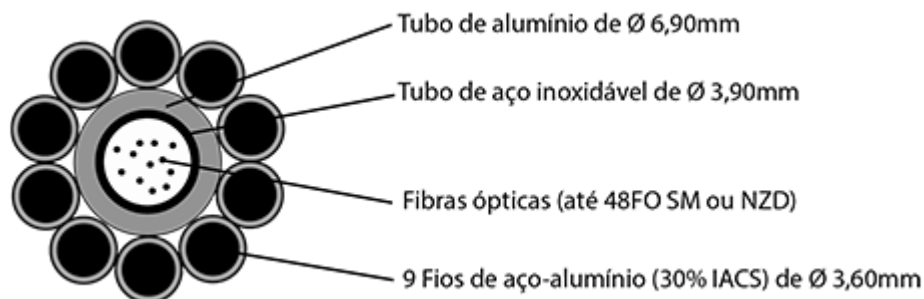 Tubo de alumínio de Ø 6,90mm
Tubo de aço inoxidável de Ø 3,90mm
Fibras ópticas (até 48FO SM ou NZD)
9 Fios de aço-alumínio (30% IACS) de Ø 3,60mm